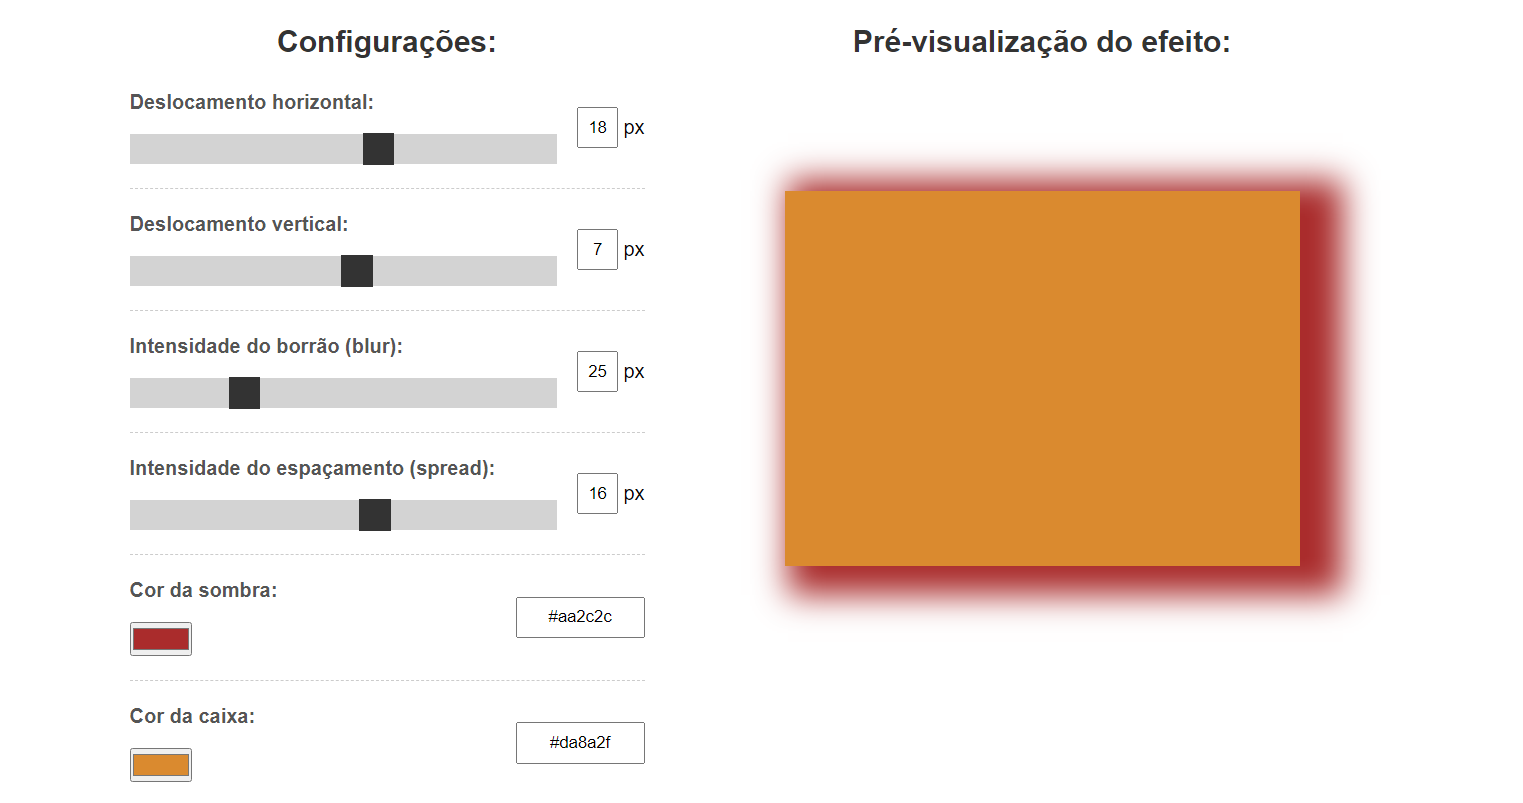 Configurações:
Deslocamento horizontal:
18 px
Deslocamento vertical:
7 px
Intensidade do borrão (blur):
25 px
Intensidade do espaçamento (spread):
16 px
Cor da sombra:
#aa2c2c
Cor da caixa:
#da8a2f
Pré-visualização do efeito: